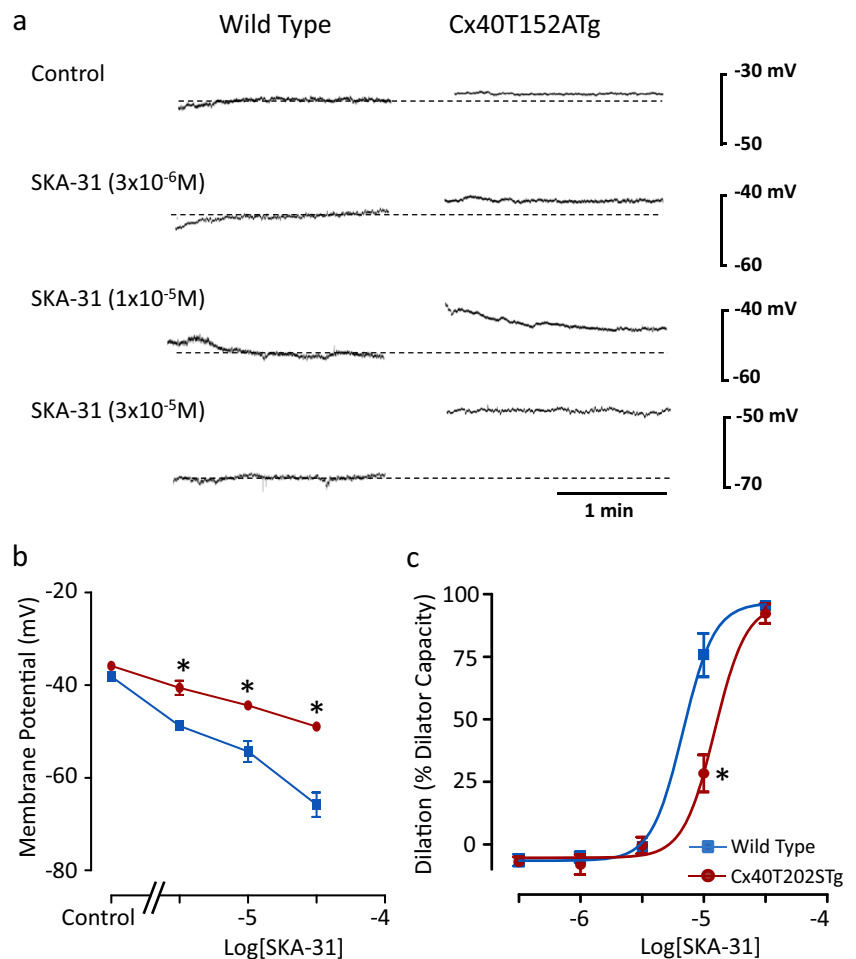 a
Wild Type Cx40T152ATg
Control
-30 mV
-50
SKA-31 (3x10⁻⁶M)
-40 mV
-60
SKA-31 (1x10⁻⁵M)
-40 mV
-60
SKA-31 (3x10⁻⁵M)
-50 mV
-70
1 min
b
Membrane Potential (mV)
-20
-40
-60
-80
* * *
Control -5 -4
Log[SKA-31]
c
Dilation (% Dilator Capacity)
100
75
50
25
0
*
Wild Type
Cx40T202STg
-6 -5 -4
Log[SKA-31]